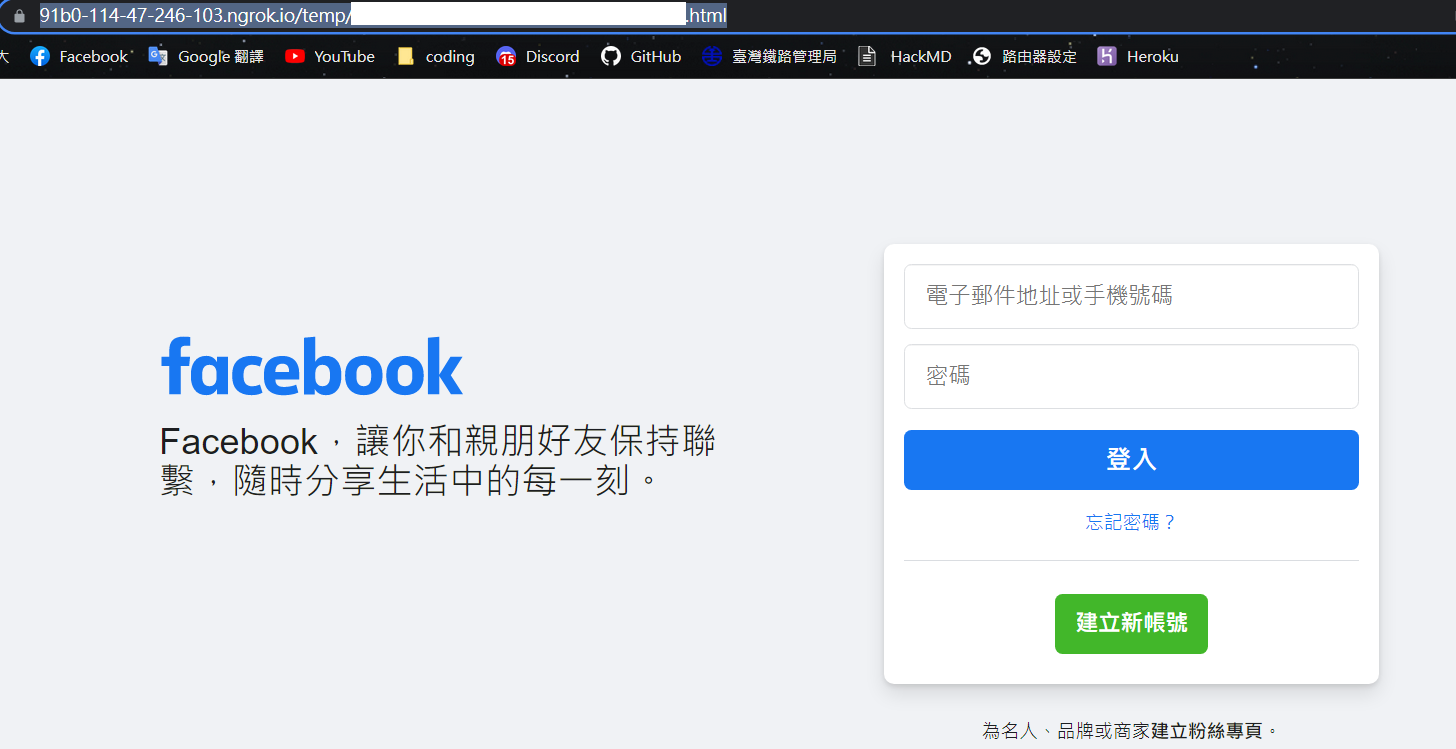 91b0-114-47-246-103.ngrok.io/temp/ .html
大 Facebook Google 翻譯 YouTube coding 15 Discord GitHub 臺灣鐵路管理局 HackMD 路由器設定 Heroku
電子郵件地址或手機號碼
密碼
登入
忘記密碼？
建立新帳號
為名人、品牌或商家建立粉絲專頁。
facebook
Facebook，讓你和親朋好友保持聯
繫，隨時分享生活中的每一刻。